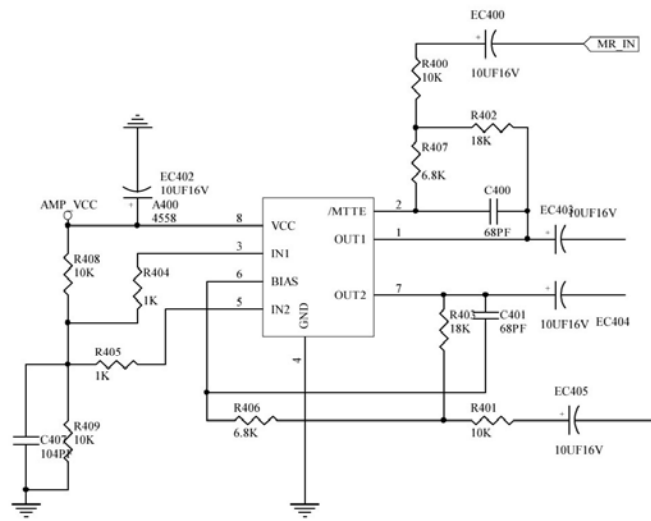 EC400
MR_IN
R400
10K
10UF16V
R402
18K
R407
6.8K
EC402
10UF16V
A400
4558
AMP_VCC
C400
68PF
EC403
10UF16V
8
VCC
/MTTE
2
3
IN1
OUT1
1
R408
10K
R404
1K
6
BIAS
OUT2
7
5
IN2
GND
4
R403
18K
C401
68PF
10UF16V
EC404
R405
1K
R406
6.8K
R401
10K
EC405
10UF16V
C407
104PF
R409
10K